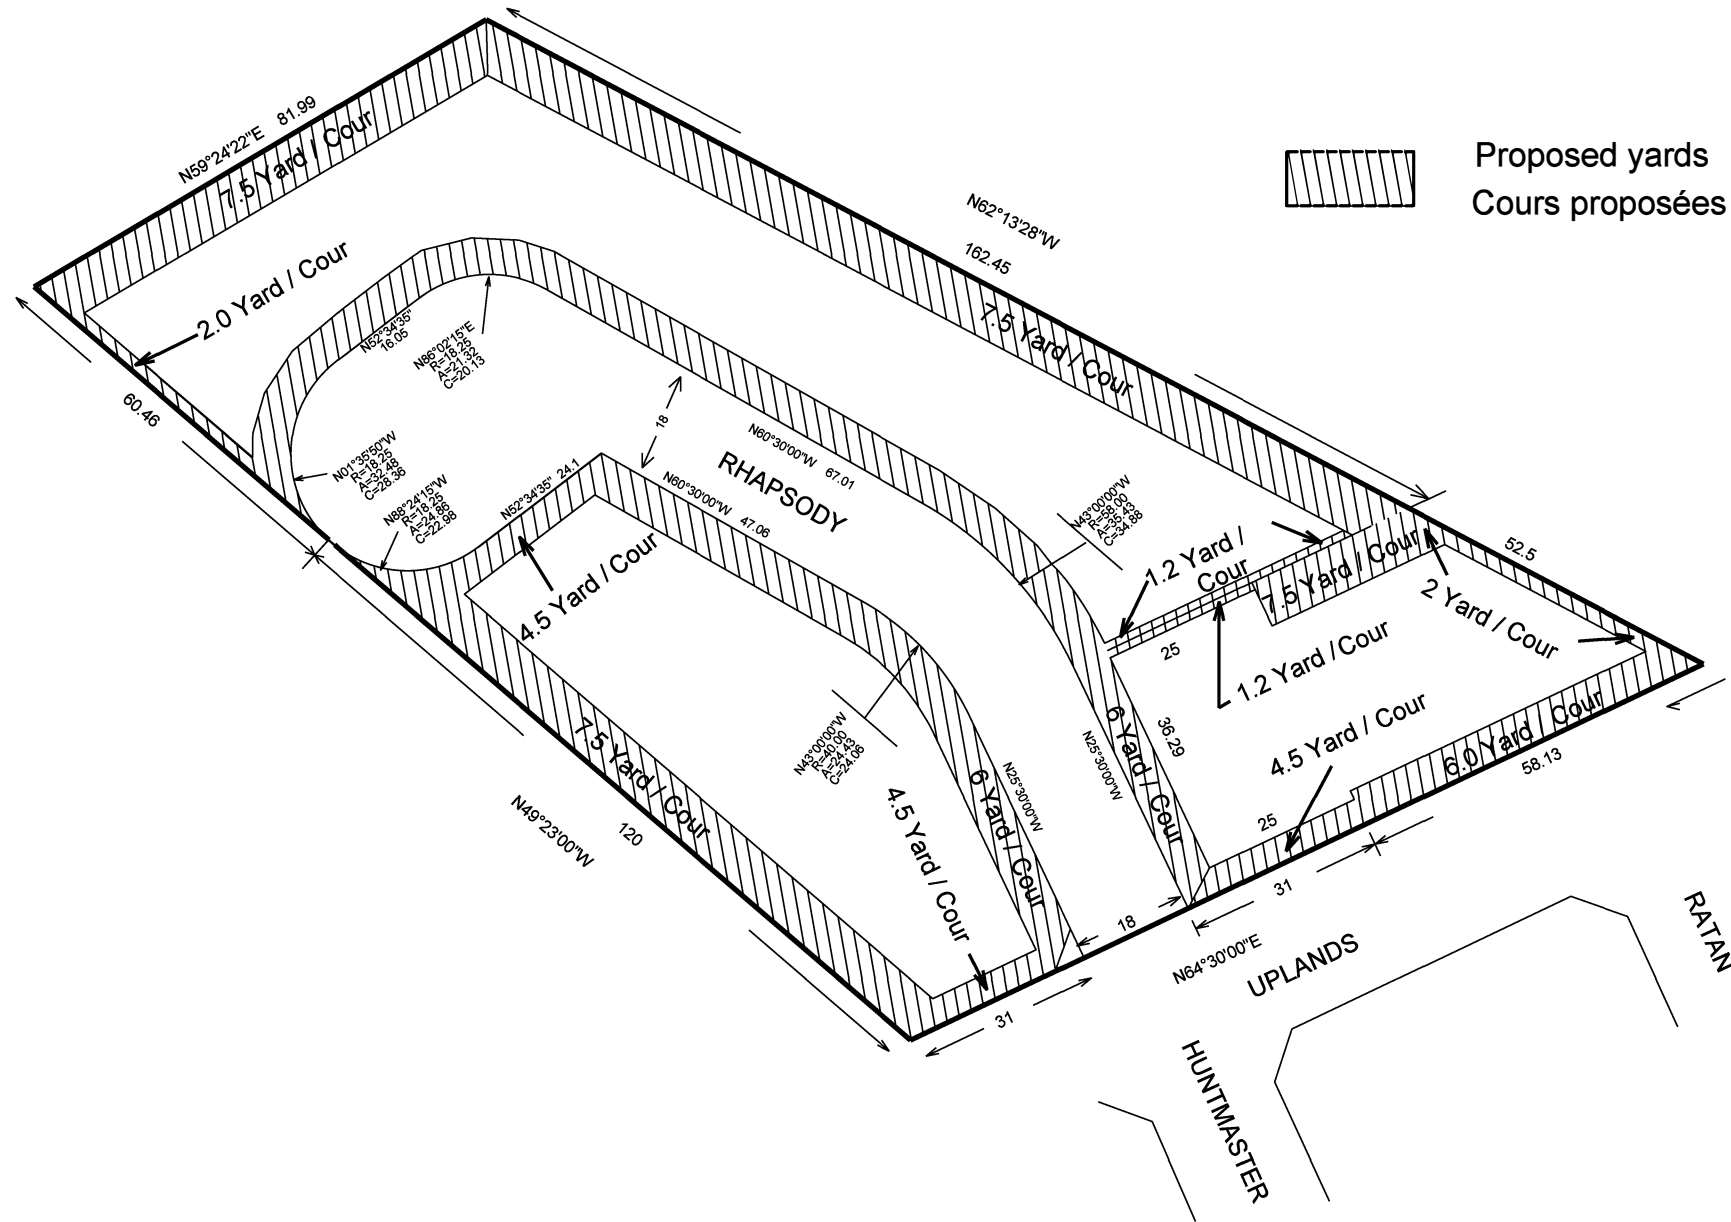 N59°24'22"E 81.99
7.5 Yard / Cour
Proposed yards
Cours proposées
N62°13'28"W
162.45
7.5 Yard / Cour
2.0 Yard / Cour
60.46
N52°34'35"
16.05
N86°02'15"E
R=18.25
A=21.32
C=20.13
N01°35'50"W
R=18.25
A=32.48
C=28.36
N88°24'15"W
R=18.25
A=24.86
C=22.98
18
N60°30'00"W 67.01
RHAPSODY
N52°34'35" 24.1
N60°30'00"W 47.06
N43°00'00"W
R=58.00
A=35.43
C=34.88
4.5 Yard / Cour
1.2 Yard /
Cour
7.5 Yard / Cour
52.5
2 Yard / Cour
25
1.2 Yard / Cour
6 Yard / Cour
36.29
N25°30'00"W
4.5 Yard / Cour
25
6.0 Yard / Cour
58.13
7.5 Yard / Cour
N49°23'00"W
120
N43°00'00"W
R=40.00
A=24.43
C=24.06
4.5 Yard / Cour
6 Yard / Cour
N25°30'00"W
18
31
31
N64°30'00"E
UPLANDS
RATAN
HUNTMASTER